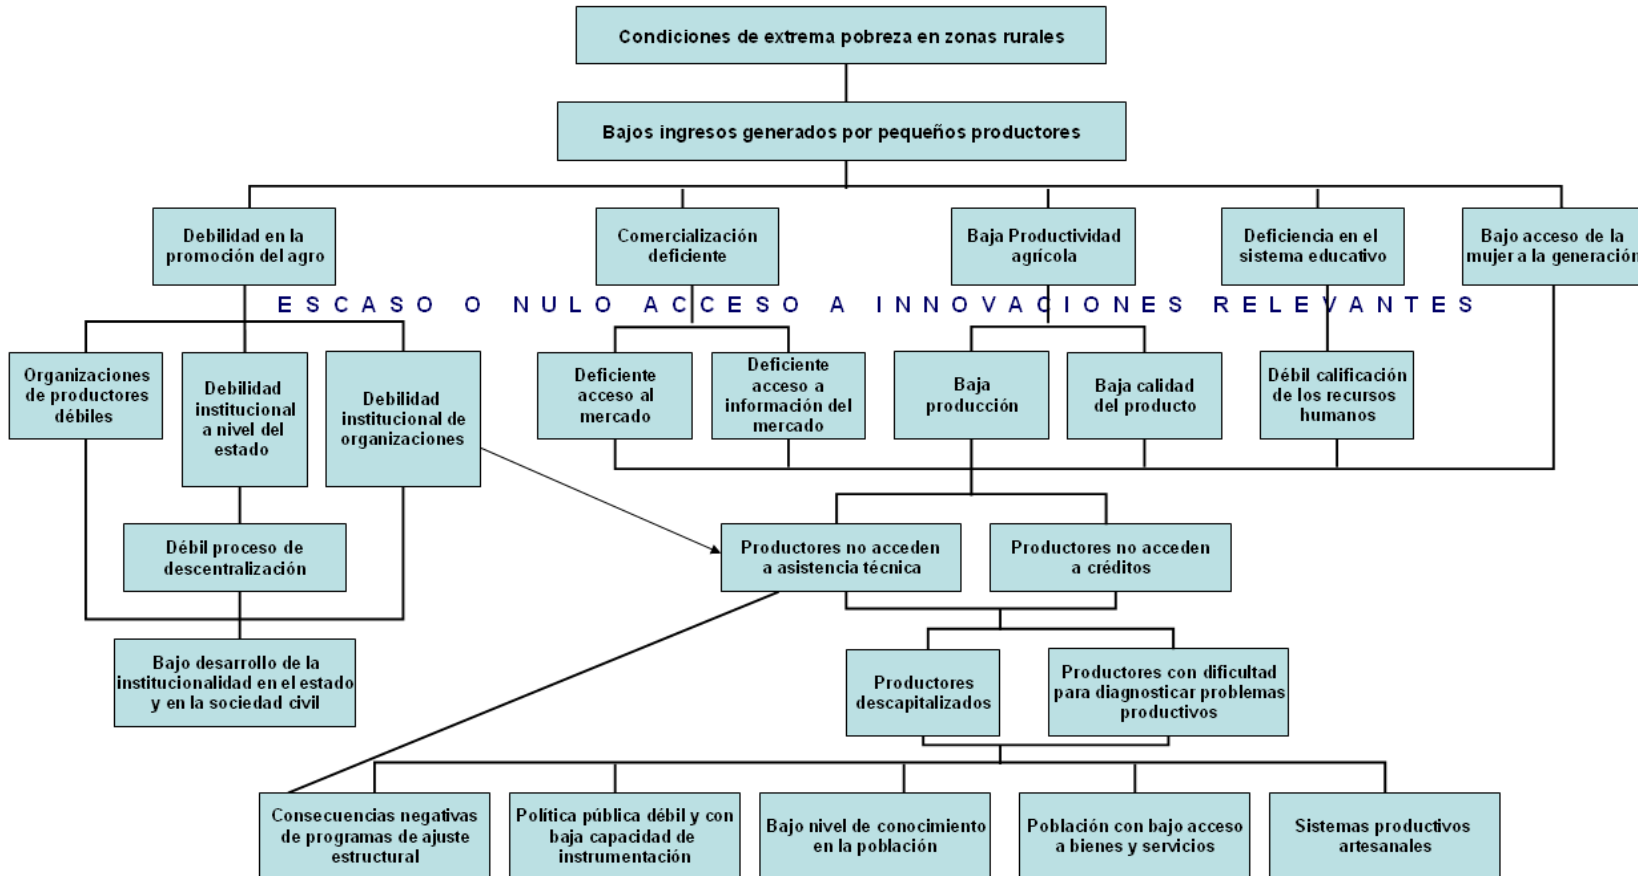 Condiciones de extrema pobreza en zonas rurales
Bajos ingresos generados por pequeños productores
Debilidad en la
promoción del agro
Comercialización
deficiente
Baja Productividad
agrícola
Deficiencia en el
sistema educativo
Bajo acceso de la
mujer a la generación
ESCASO O NULO ACCESO A INNOVACIONES RELEVANTES
Organizaciones
de productores
débiles
Debilidad
institucional
a nivel del
estado
Debilidad
institucional de
organizaciones
Deficiente
acceso al
mercado
Deficiente
acceso a
información del
mercado
Baja
producción
Baja calidad
del producto
Débil calificación
de los recursos
humanos
Débil proceso de
descentralización
Productores no acceden
a asistencia técnica
Productores no acceden
a créditos
Bajo desarrollo de la
institucionalidad en el estado
y en la sociedad civil
Productores
descapitalizados
Productores con dificultad
para diagnosticar problemas
productivos
Consecuencias negativas
de programas de ajuste
estructural
Política pública débil y con
baja capacidad de
instrumentación
Bajo nivel de conocimiento
en la población
Población con bajo acceso
a bienes y servicios
Sistemas productivos
artesanales